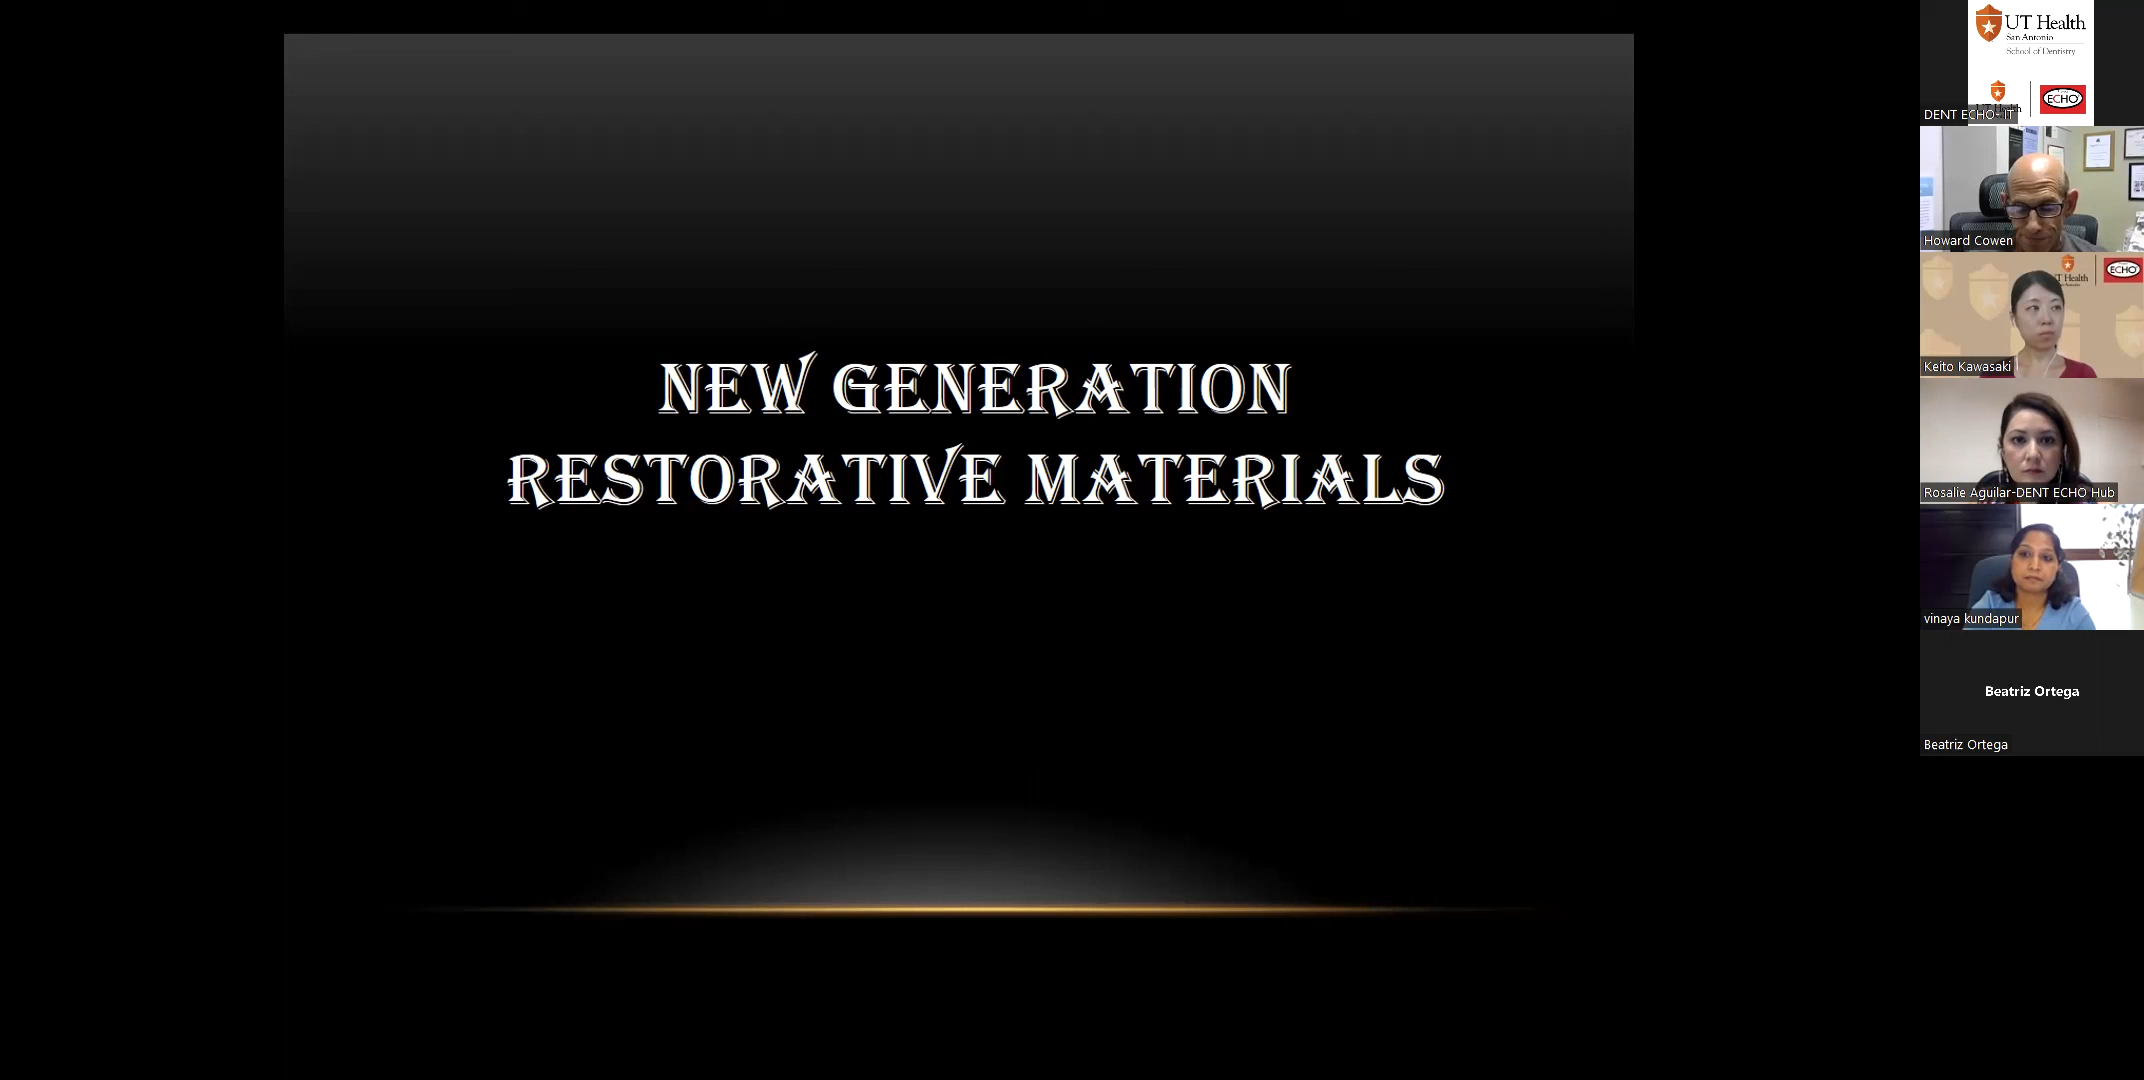 NEW GENERATION
RESTORATIVE MATERIALS
UT Health
San Antonio
School of Dentistry
ECHO
DENT ECHO- IT
Howard Cowen
Health
ECHO
Keito Kawasaki
Rosalie Aguilar-DENT ECHO Hub
vinaya kundapur
Beatriz Ortega
Beatriz Ortega